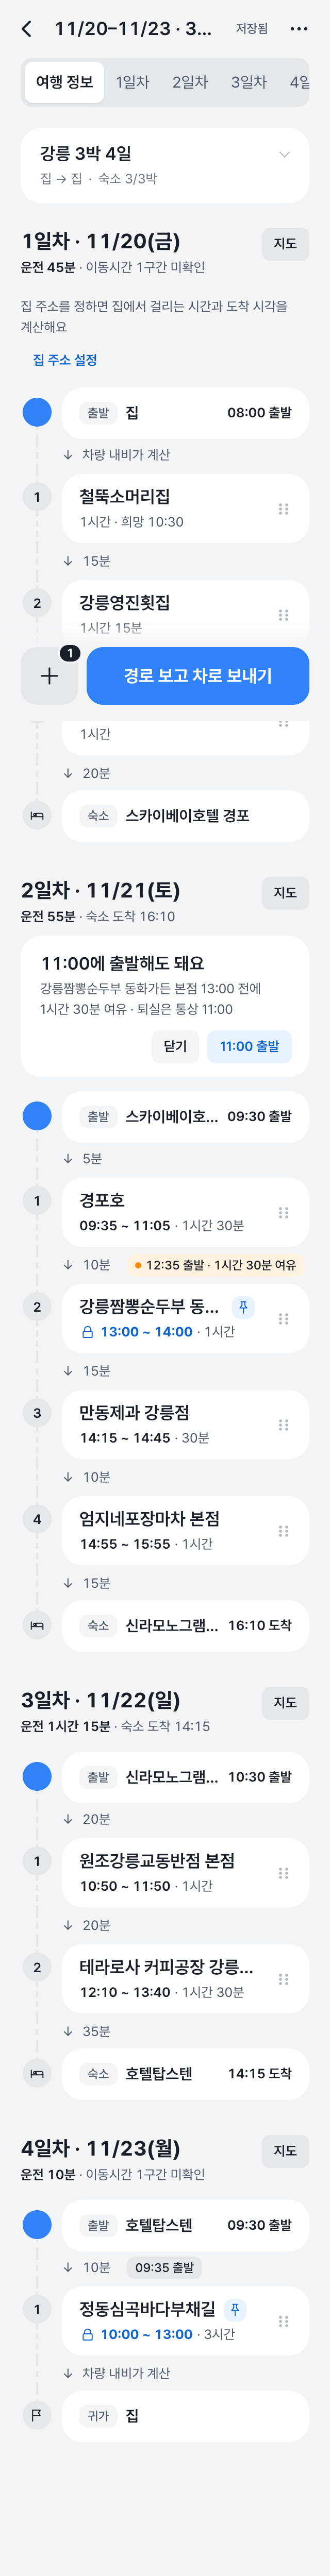 11/20–11/23 · 3...
저장됨
여행 정보
1일차
2일차
3일차
4일
강릉 3박 4일
집 → 집 · 숙소 3/3박
1일차 · 11/20(금)
지도
운전 45분 · 이동시간 1구간 미확인
집 주소를 정하면 집에서 걸리는 시간과 도착 시각을
계산해요
집 주소 설정
출발 집 08:00 출발
↓ 차량 내비가 계산
1 철뚝소머리집
1시간 · 희망 10:30
↓ 15분
2 강릉영진횟집
1시간 15분
1
경로 보고 차로 보내기
1시간
↓ 20분
숙소 스카이베이호텔 경포
2일차 · 11/21(토)
지도
운전 55분 · 숙소 도착 16:10
11:00에 출발해도 돼요
강릉짬뽕순두부 동화가든 본점 13:00 전에
1시간 30분 여유 · 퇴실은 통상 11:00
닫기
11:00 출발
출발 스카이베이호... 09:30 출발
↓ 5분
1 경포호
09:35 ~ 11:05 · 1시간 30분
↓ 10분 12:35 출발 · 1시간 30분 여유
2 강릉짬뽕순두부 동...
13:00 ~ 14:00 · 1시간
↓ 15분
3 만동제과 강릉점
14:15 ~ 14:45 · 30분
↓ 10분
4 엄지네포장마차 본점
14:55 ~ 15:55 · 1시간
↓ 15분
숙소 신라모노그램... 16:10 도착
3일차 · 11/22(일)
지도
운전 1시간 15분 · 숙소 도착 14:15
출발 신라모노그램... 10:30 출발
↓ 20분
1 원조강릉교동반점 본점
10:50 ~ 11:50 · 1시간
↓ 20분
2 테라로사 커피공장 강릉...
12:10 ~ 13:40 · 1시간 30분
↓ 35분
숙소 호텔탑스텐 14:15 도착
4일차 · 11/23(월)
지도
운전 10분 · 이동시간 1구간 미확인
출발 호텔탑스텐 09:30 출발
↓ 10분 09:35 출발
1 정동심곡바다부채길
10:00 ~ 13:00 · 3시간
↓ 차량 내비가 계산
귀가 집